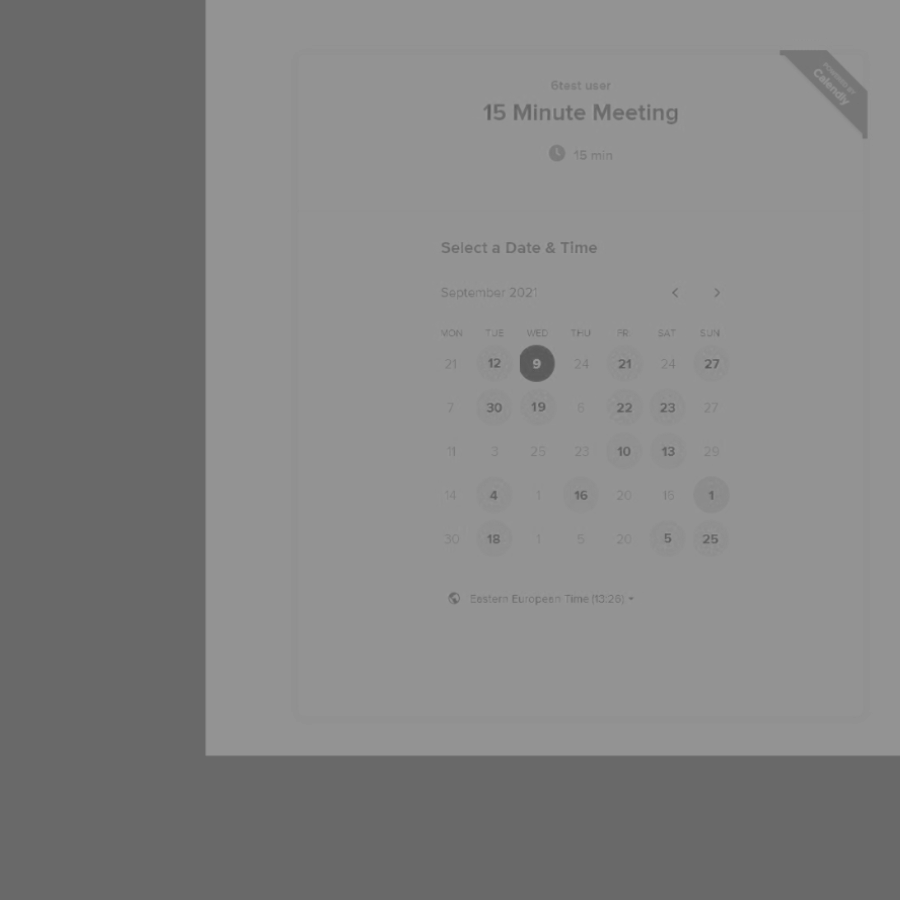 POWERED BY
Calendly
6test user
15 Minute Meeting
15 min
Select a Date & Time
September 2021
MON TUE WED THU FRI SAT SUN
21 12 9 24 21 24 27
7 30 19 6 22 23 27
11 3 25 23 10 13 29
14 4 1 16 20 15 1
30 18 1 5 20 5 25
Eastern European Time (13:26)